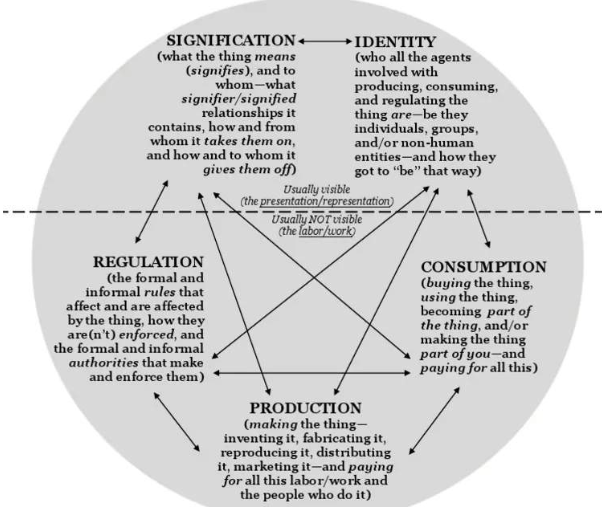 SIGNIFICATION
(what the thing means
(signifies), and to
whom—what
signifier/signified
relationships it
contains, how and from
whom it takes them on,
and how and to whom it
gives them off)
IDENTITY
(who all the agents
involved with
producing, consuming,
and regulating the
thing are—be they
individuals, groups,
and/or non-human
entities—and how they
got to “be” that way)
Usually visible
(the presentation/representation)
Usually NOT visible
(the labor/work)
REGULATION
(the formal and
informal rules that
affect and are affected
by the thing, how they
are(n’t) enforced, and
the formal and informal
authorities that make
and enforce them)
CONSUMPTION
(buying the thing,
using the thing,
becoming part of
the thing, and/or
making the thing
part of you—and
paying for all this)
PRODUCTION
(making the thing—
inventing it, fabricating it,
reproducing it, distributing
it, marketing it—and paying
for all this labor/work and
the people who do it)